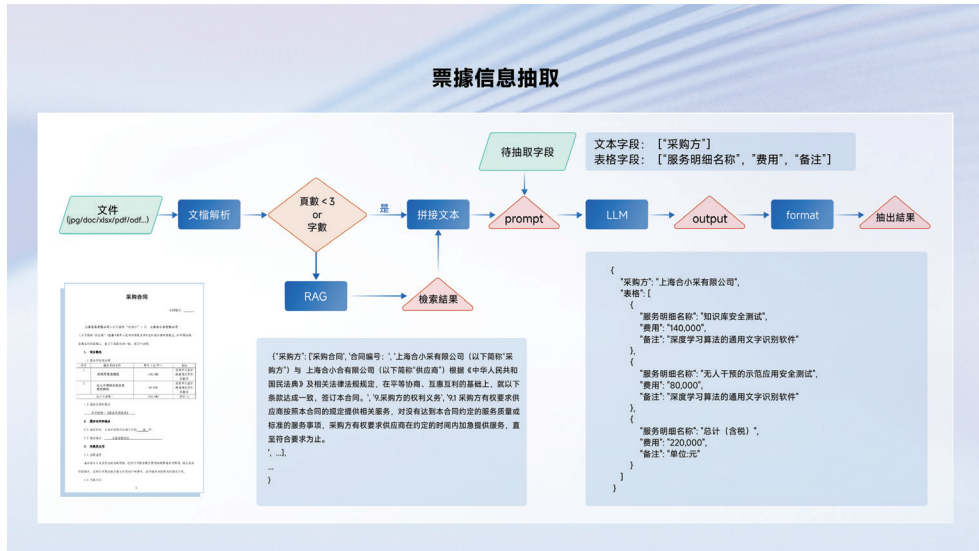 票據信息抽取
待抽取字段
文本字段： ["采购方"]
表格字段： ["服务明细名称", "费用", "备注"]
文件
(jpg/doc/xlsx/pdf/odf...)
文檔解析
頁數 < 3
or
字數
是
拼接文本
prompt
LLM
output
format
抽出結果
RAG
檢索結果
采购合同
{"采购方": ['采购合同', '合同编号：', '上海合小采有限公司（以下简称"采
购方"）与 上海合小合有限公司（以下简称"供应商"）根据《中华人民共和
国民法典》及相关法律法规规定，在平等协商、互惠互利的基础上，就以下
条款达成一致，签订本合同。', '9.采购方的权利义务', '9.1 采购方有权要求供
应商按照本合同的规定提供相关服务，对没有达到本合同约定的服务质量或
标准的服务事项，采购方有权要求供应商在约定的时间内加急提供服务，直
至符合要求为止。
', ...],
...
}
{
"采购方": "上海合小采有限公司",
"表格": [
{
"服务明细名称": "知识库安全测试",
"费用": "140,000",
"备注": "深度学习算法的通用文字识别软件"
},
{
"服务明细名称": "无人干预的示范应用安全测试",
"费用": "80,000",
"备注": "深度学习算法的通用文字识别软件"
},
{
"服务明细名称": "总计（含税）",
"费用": "220,000",
"备注": "单位:元"
}
]
}